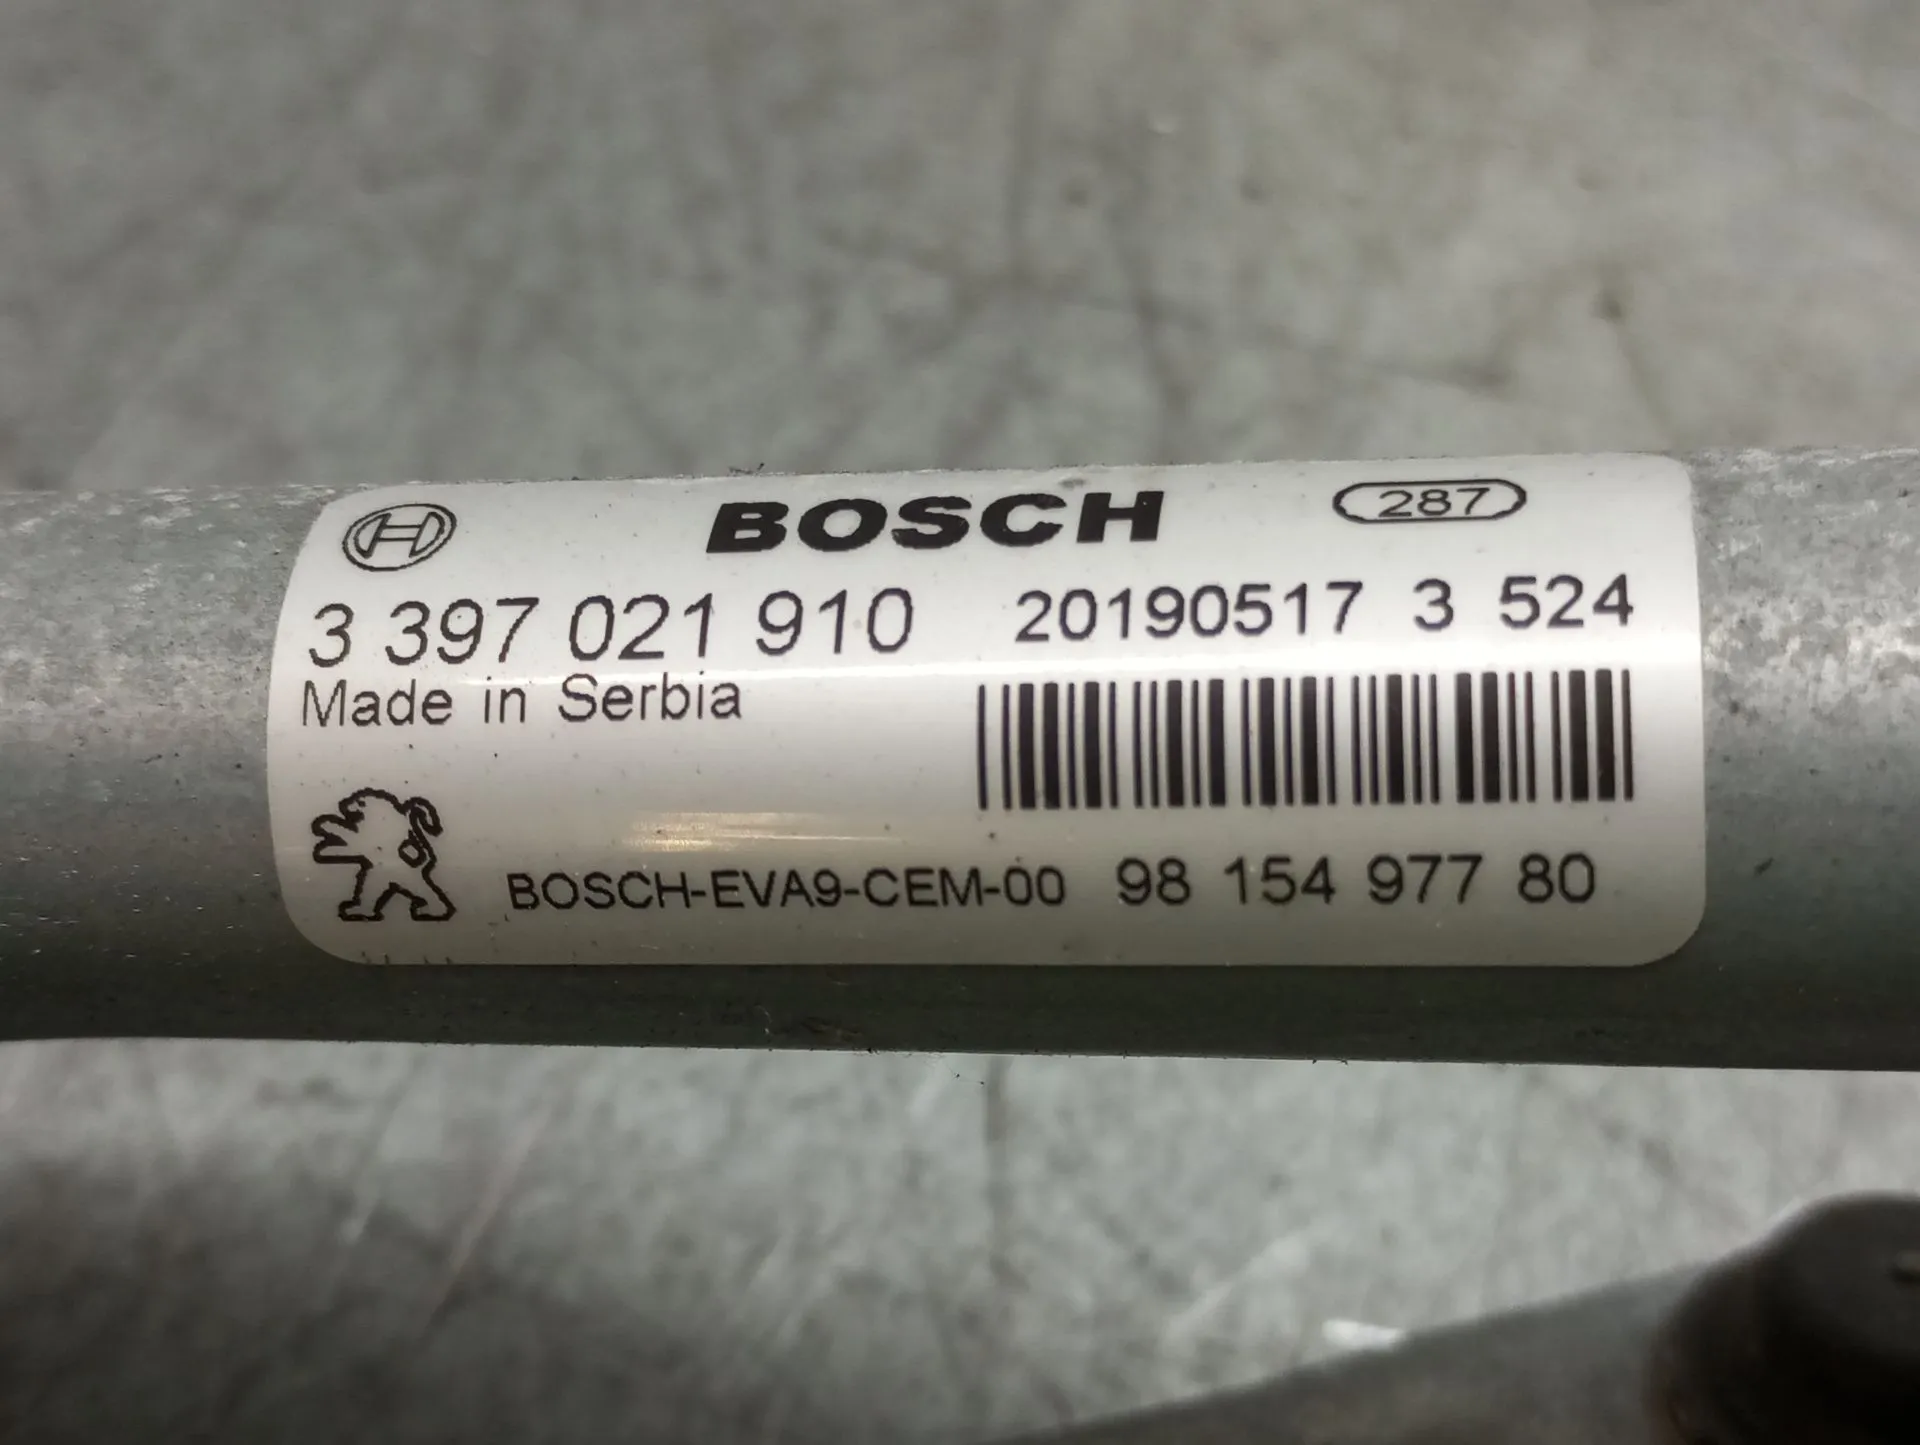 BOSCH 287
3 397 021 910 20190517 3 524
Made in Serbia
BOSCH-EVA9-CEM-00 98 154 977 80